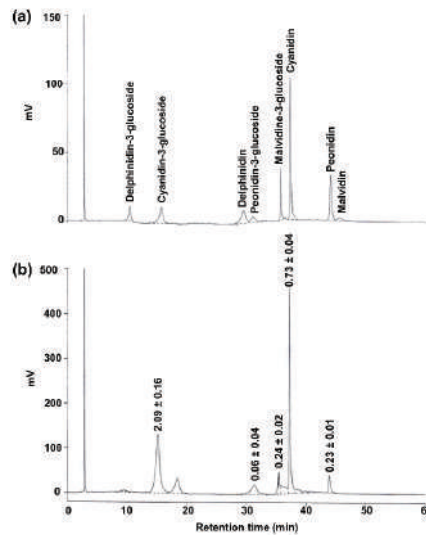 (a)
150
100
50
0
mV
Delphinidin-3-glucoside
Cyanidin-3-glucoside
Delphinidin
Peonidin-3-glucoside
Malvidine-3-glucoside
Cyanidin
Peonidin
Malvidin
(b)
500
400
300
200
100
0
mV
2.09 ± 0.16
0.06 ± 0.04
0.24 ± 0.02
0.73 ± 0.04
0.23 ± 0.01
0 10 20 30 40 50 60
Retention time (min)